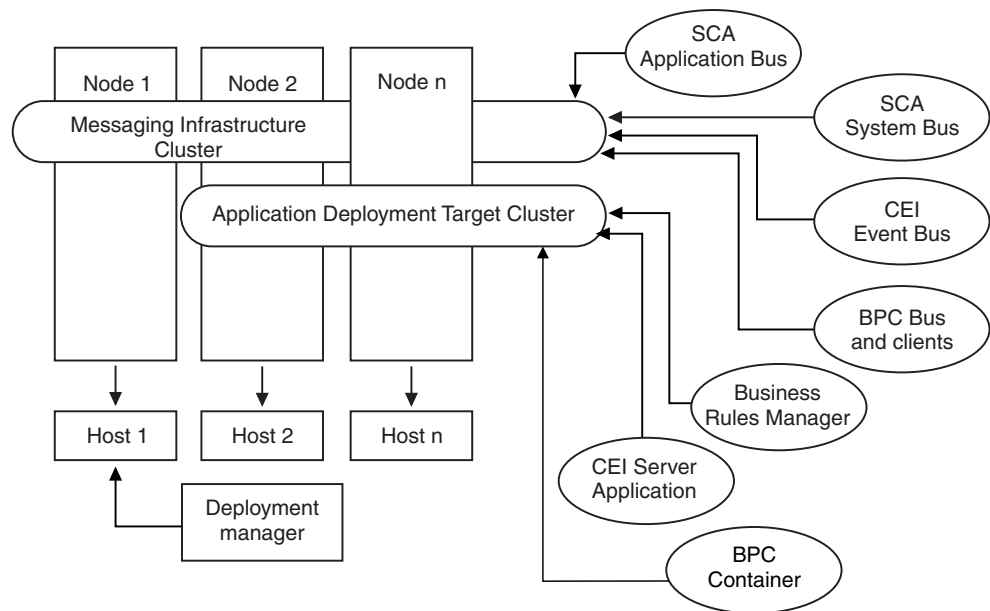 SCA
Application Bus
Node 1
Node 2
Node n
SCA
System Bus
Messaging Infrastructure
Cluster
Application Deployment Target Cluster
CEI
Event Bus
BPC Bus
and clients
Business
Rules Manager
Host 1
Host 2
Host n
CEI Server
Application
Deployment
manager
BPC
Container